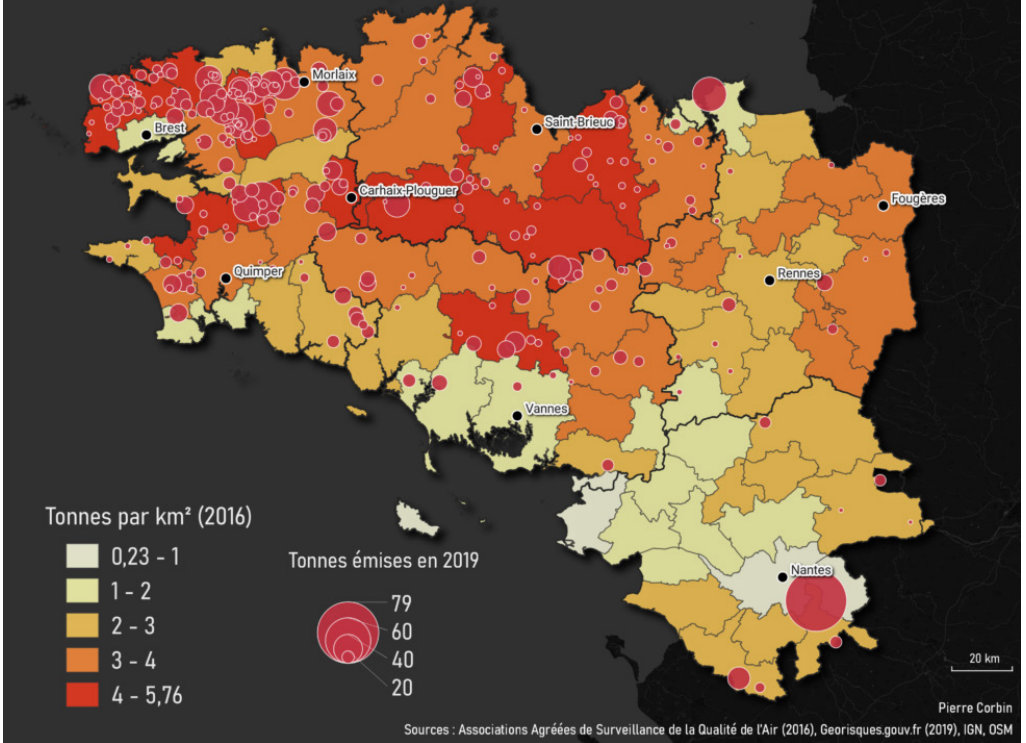 Morlaix
Brest
Saint-Brieuc
Carhaix-Plouguer
Fougères
Quimper
Rennes
Vannes
Tonnes par km² (2016)
0,23 - 1
1 - 2
2 - 3
3 - 4
4 - 5,76
Tonnes émises en 2019
79
60
40
20
Nantes
20 km
Pierre Corbin
Sources : Associations Agréées de Surveillance de la Qualité de l'Air (2016), Georisques.gouv.fr (2019), IGN, OSM